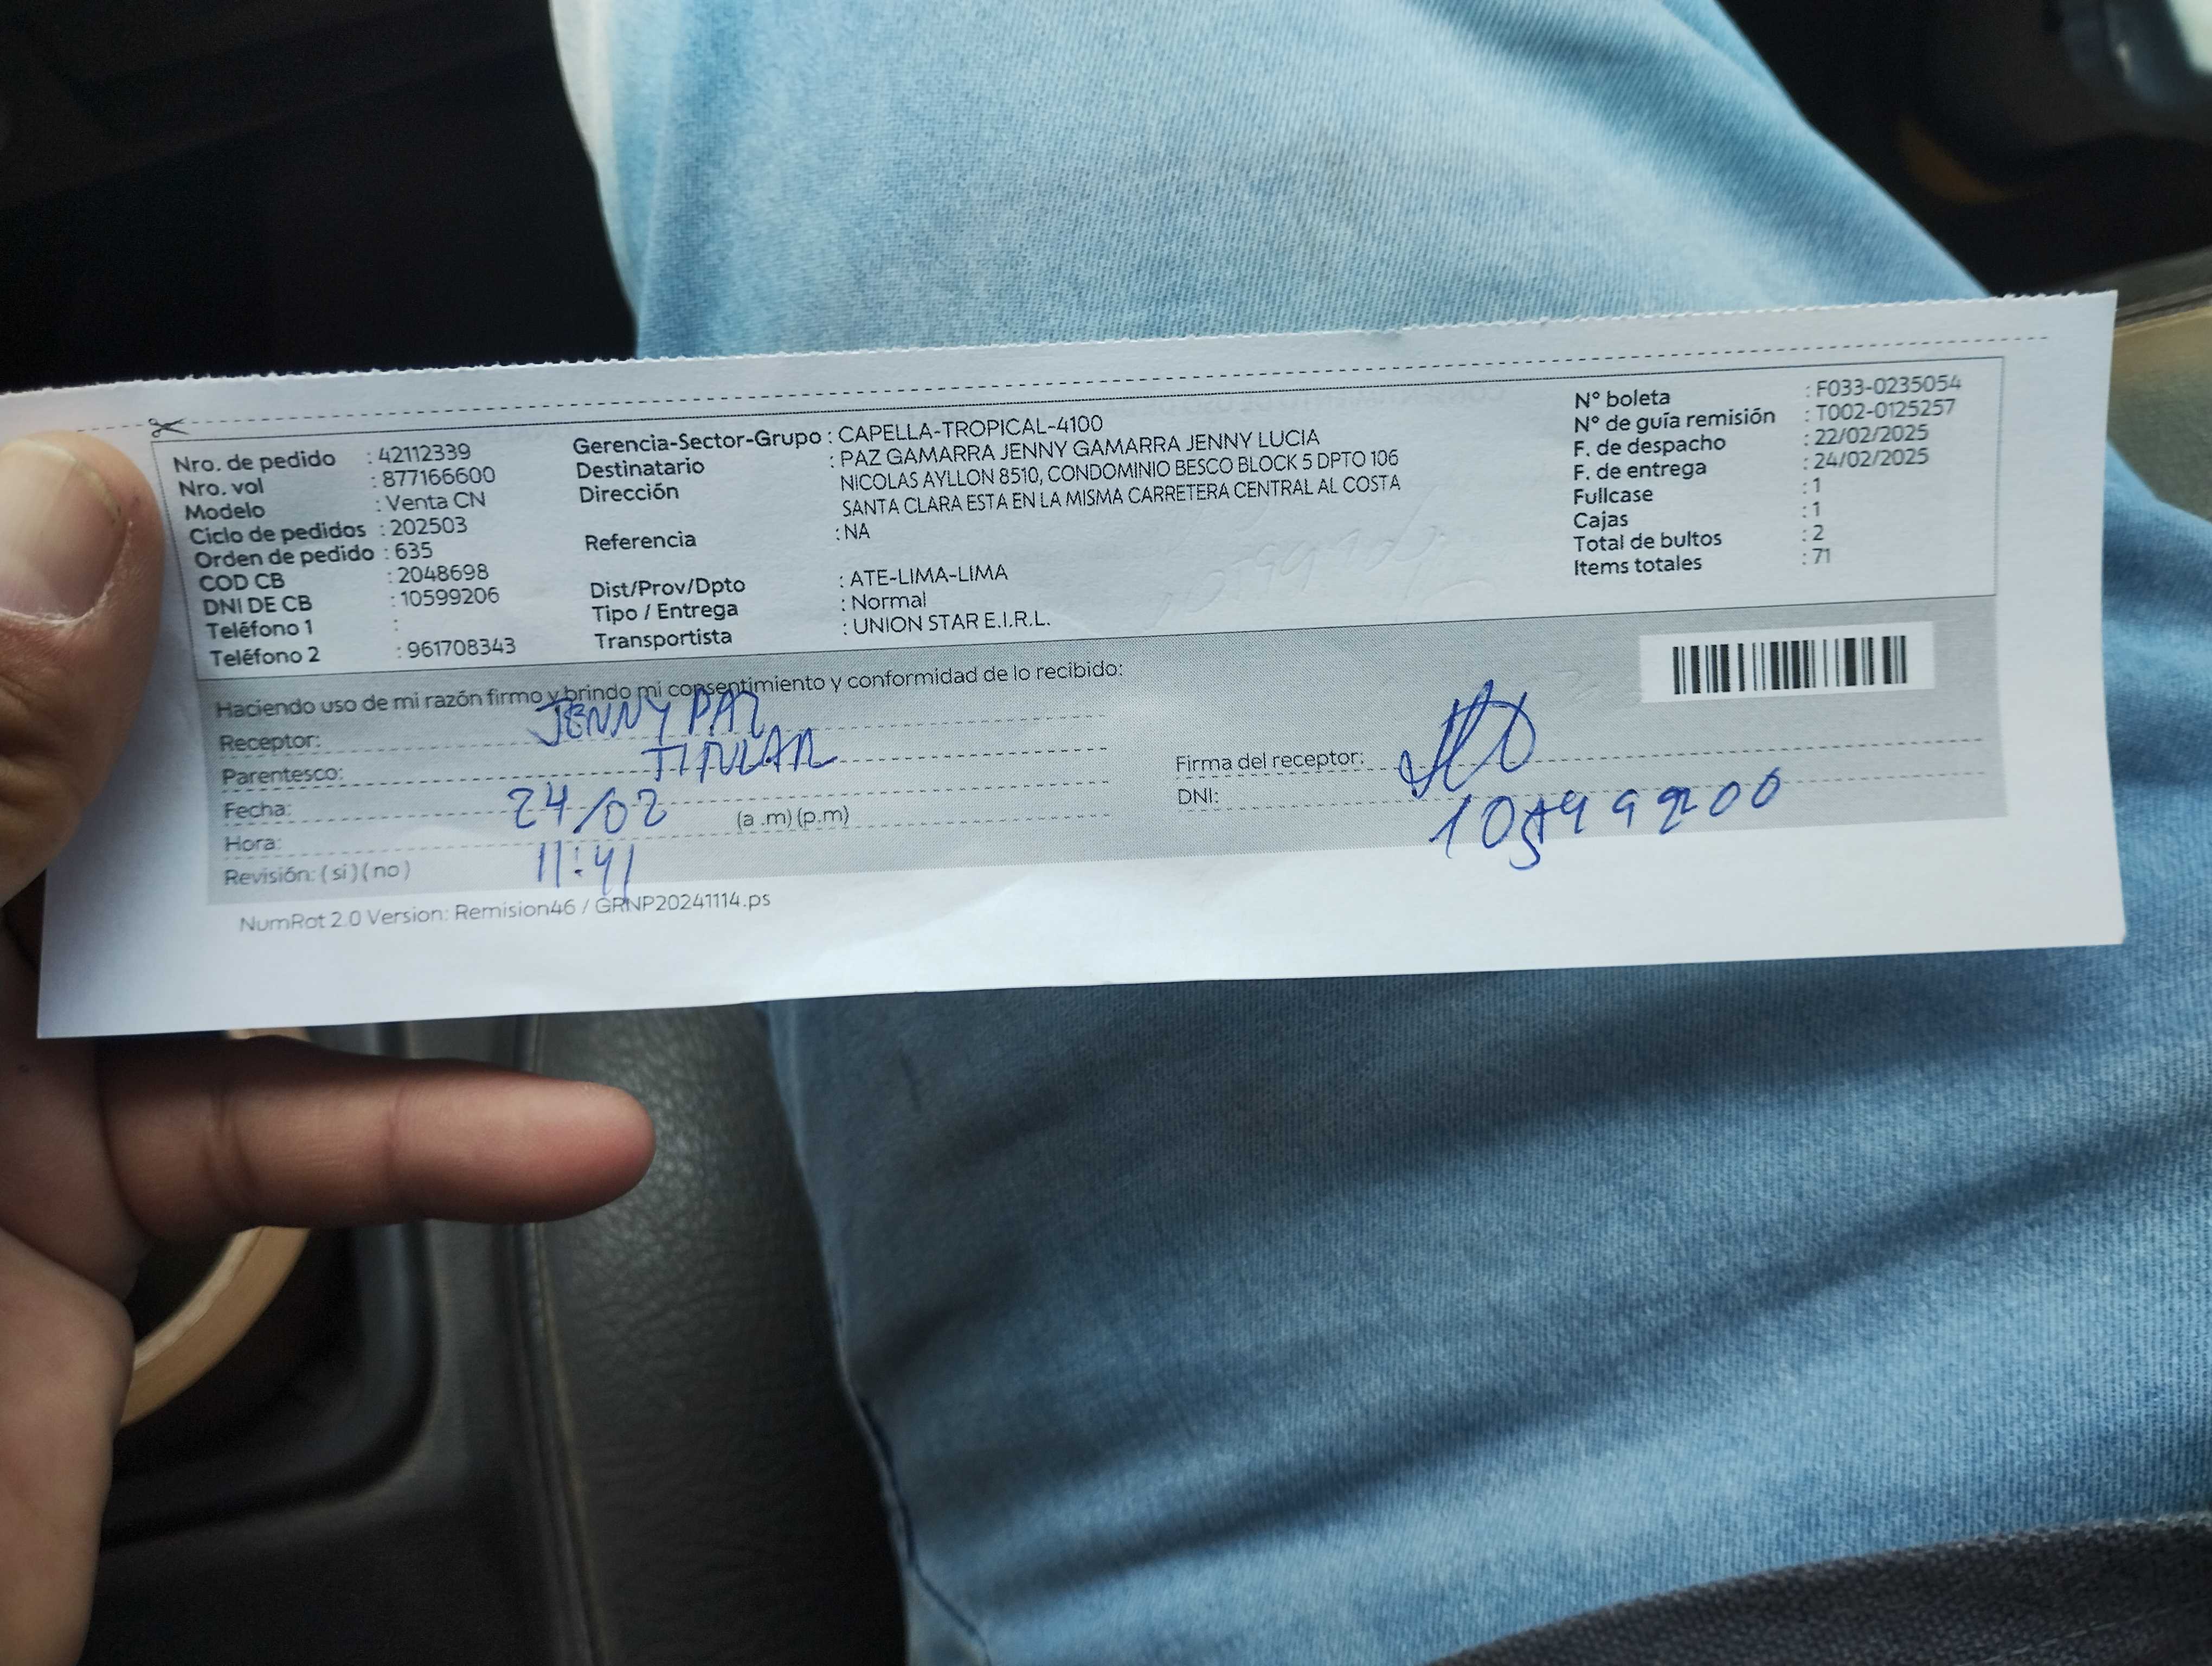 Nro. de pedido : 42112339
Nro. vol : 877166600
Modelo : Venta CN
Ciclo de pedidos : 202503
Orden de pedido : 635
COD CB : 2048698
DNI DE CB : 10599206
Teléfono 1 :
Teléfono 2 : 961708343
Gerencia-Sector-Grupo : CAPELLA-TROPICAL-4100
Destinatario : PAZ GAMARRA JENNY GAMARRA JENNY LUCIA
Dirección NICOLAS AYLLON 8510, CONDOMINIO BESCO BLOCK 5 DPTO 106
SANTA CLARA ESTA EN LA MISMA CARRETERA CENTRAL AL COSTA
Referencia : NA
Dist/Prov/Dpto : ATE-LIMA-LIMA
Tipo / Entrega : Normal
Transportista : UNION STAR E.I.R.L.
N° boleta : F033-0235054
N° de guía remisión : T002-0125257
F. de despacho : 22/02/2025
F. de entrega : 24/02/2025
Fullcase : 1
Cajas : 1
Total de bultos : 2
Items totales : 71
Haciendo uso de mi razón firmo y brindo mi consentimiento y conformidad de lo recibido:
Receptor: JENNY PAZ
Parentesco: TITULAR
Fecha: 24/02
Hora: 11:41 (a .m) (p.m)
Revisión: ( si ) ( no )
Firma del receptor:
DNI:
NumRot 2.0 Version: Remision46 / GRNP20241114.ps